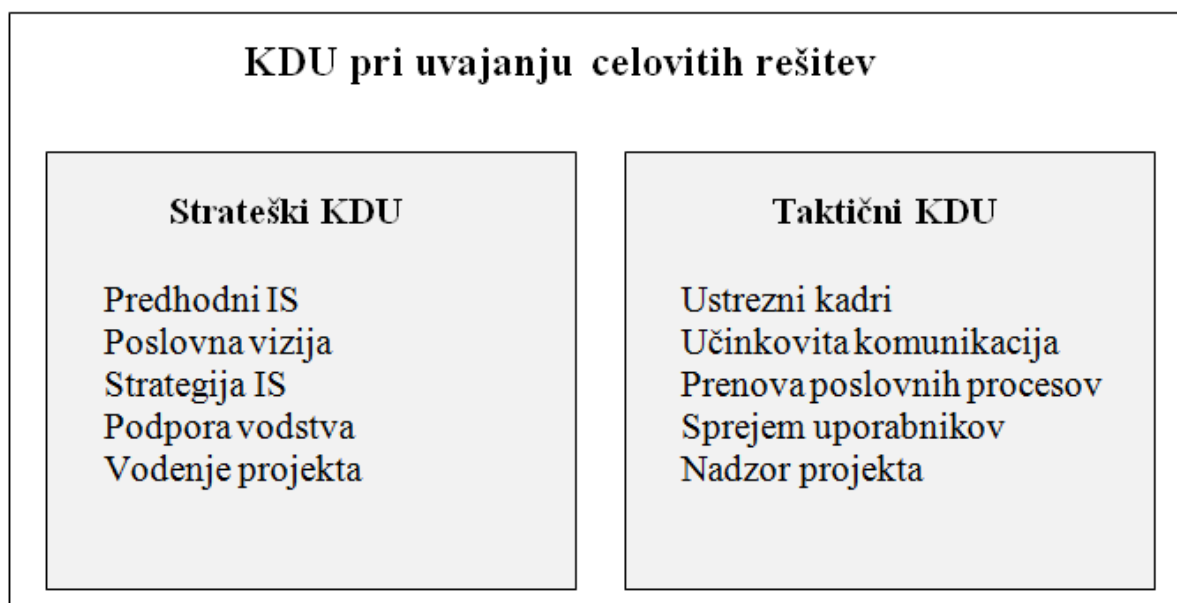 KDU pri uvajanju celovitih rešitev
Strateški KDU
Predhodni IS
Poslovna vizija
Strategija IS
Podpora vodstva
Vodenje projekta
Taktični KDU
Ustrezni kadri
Učinkovita komunikacija
Prenova poslovnih procesov
Sprejem uporabnikov
Nadzor projekta